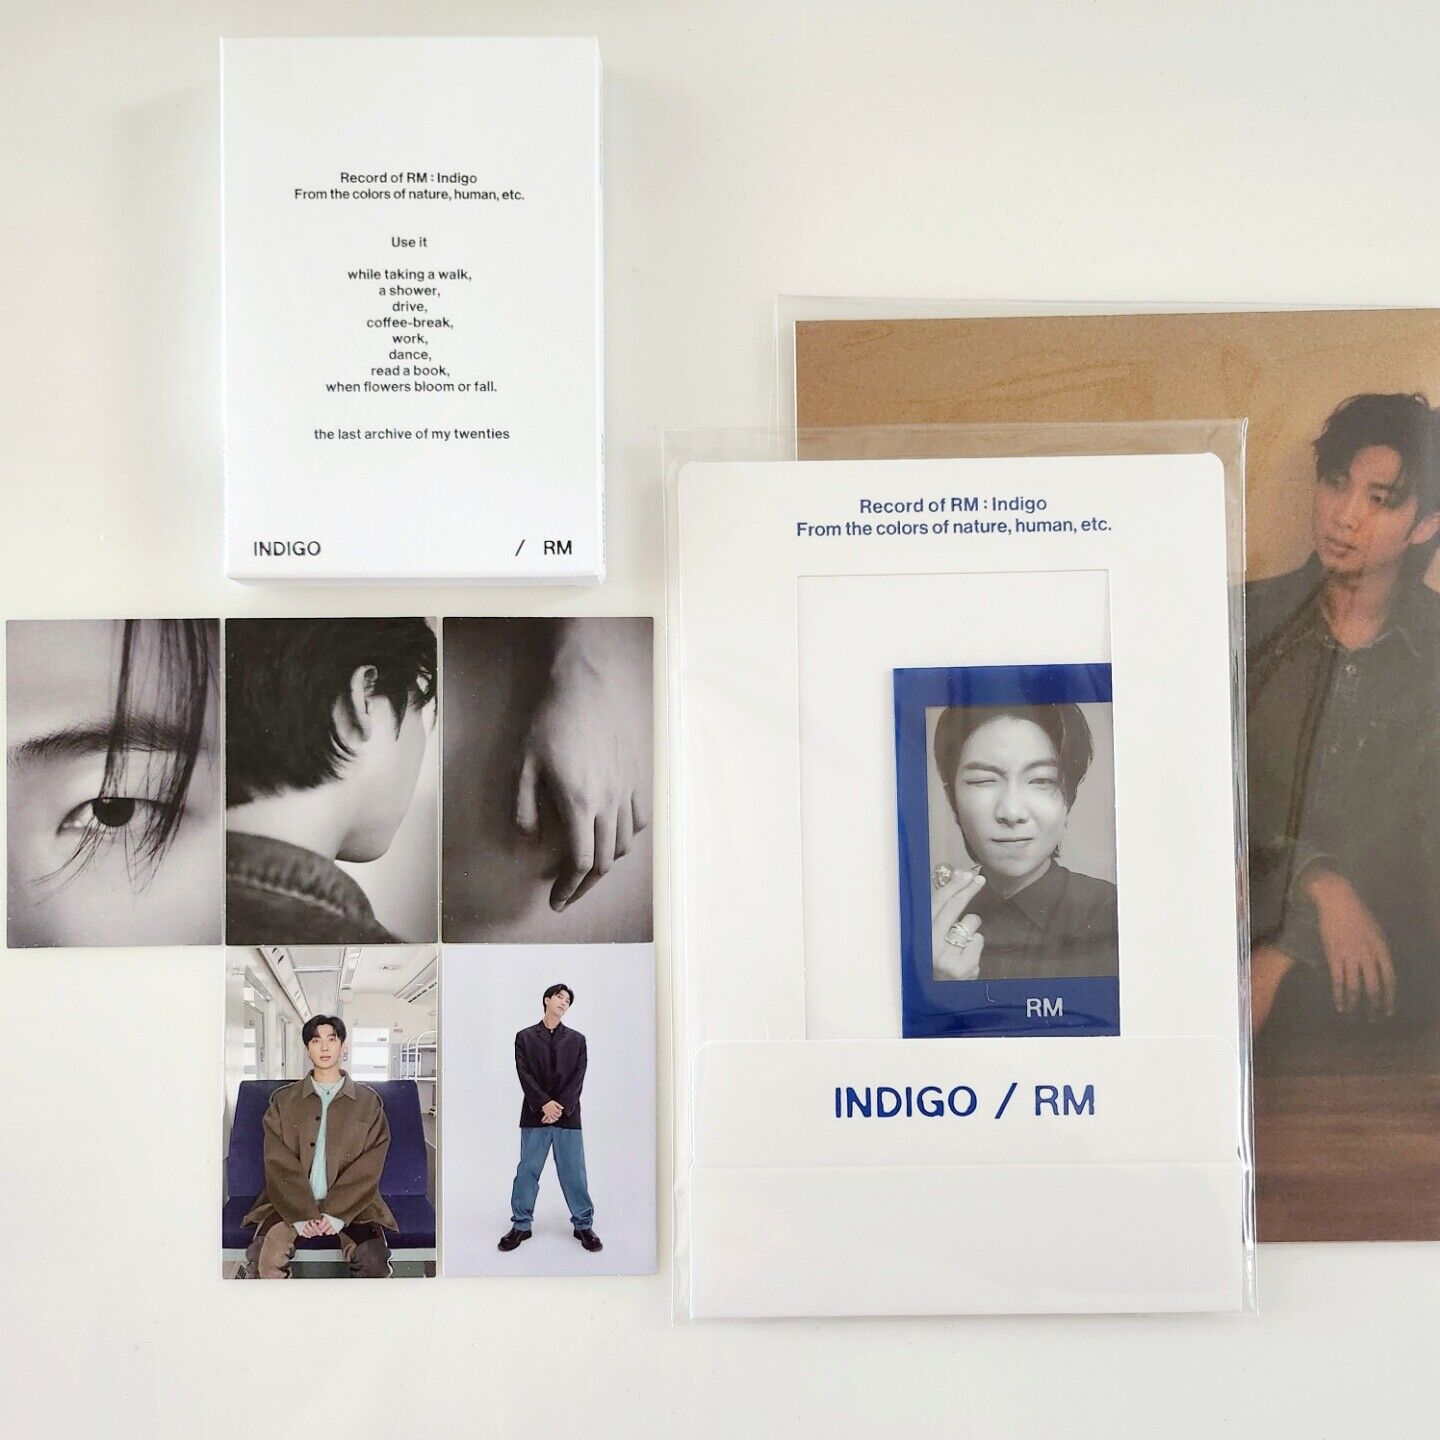 Record of RM : Indigo
From the colors of nature, human, etc.
Use it
while taking a walk,
a shower,
drive,
coffee-break,
work,
dance,
read a book,
when flowers bloom or fall.
the last archive of my twenties
INDIGO / RM
Record of RM : Indigo
From the colors of nature, human, etc.
RM
INDIGO / RM